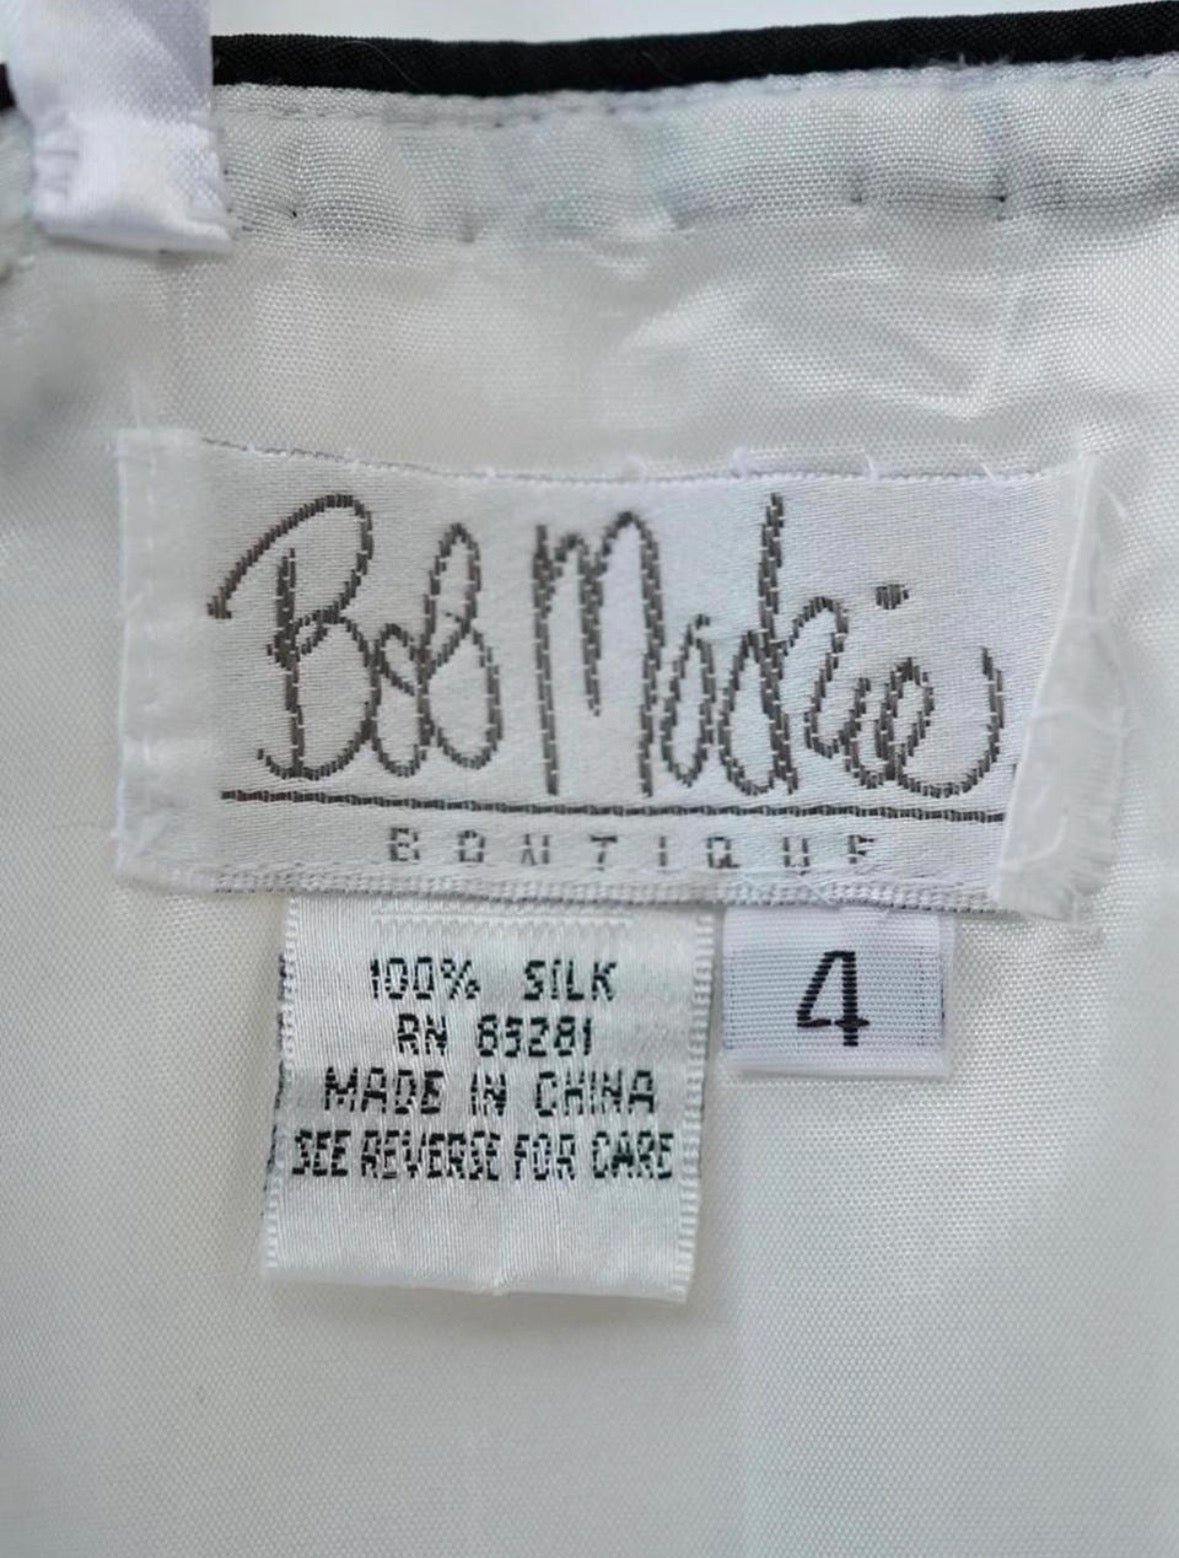 Bob Mackie
BOUTIQUE
100% SILK
RN 65281
MADE IN CHINA
SEE REVERSE FOR CARE
4